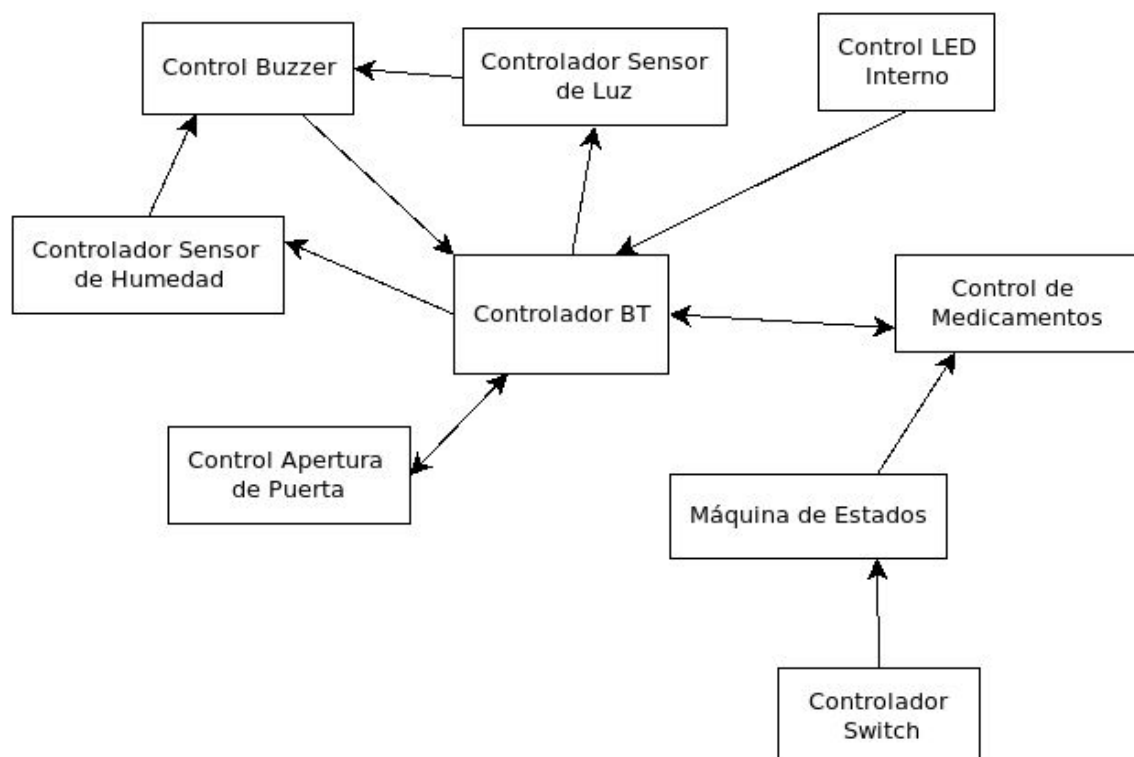 Control Buzzer
Controlador Sensor
de Luz
Control LED
Interno
Controlador Sensor
de Humedad
Controlador BT
Control de
Medicamentos
Control Apertura
de Puerta
Máquina de Estados
Controlador
Switch